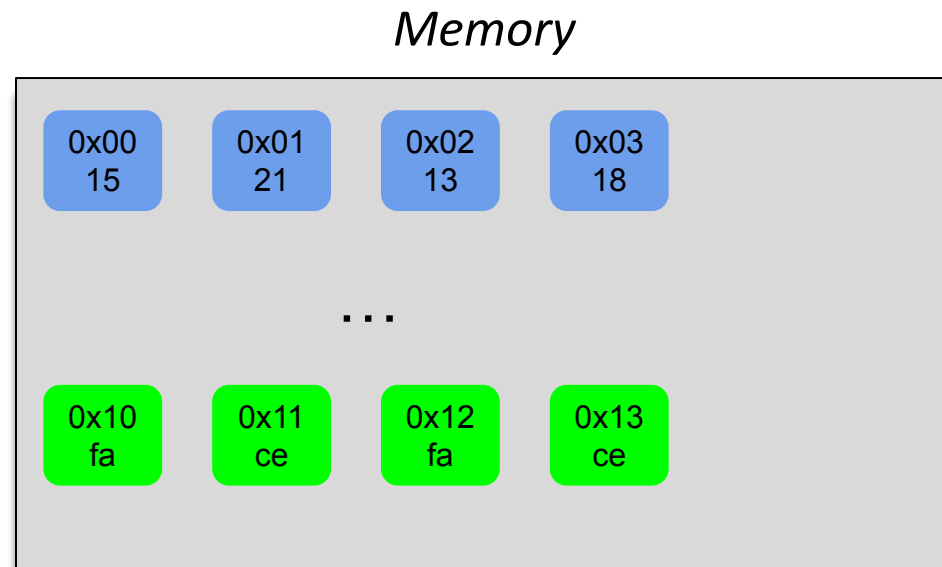 Memory
0x00 0x01 0x02 0x03
15 21 13 18
...
0x10 0x11 0x12 0x13
fa ce fa ce